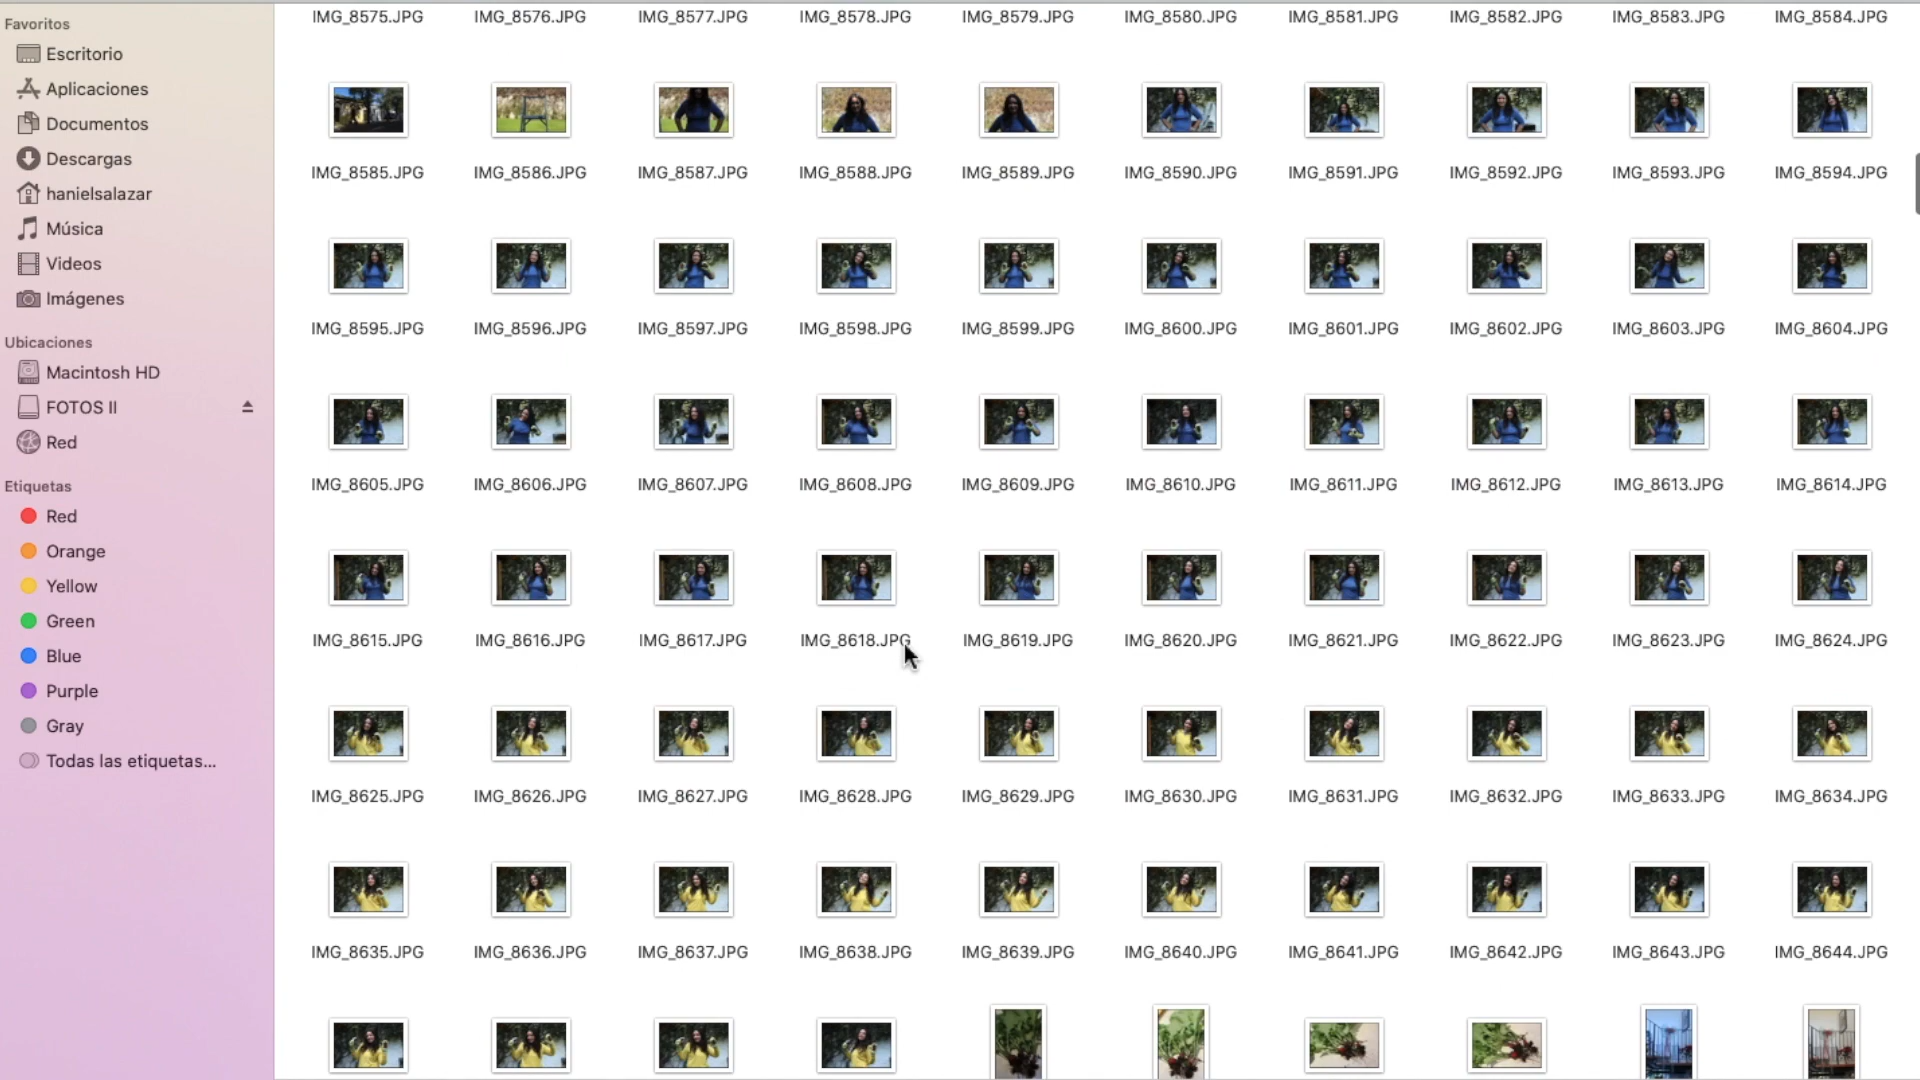 Favoritos
Escritorio
Aplicaciones
Documentos
Descargas
hanielsalazar
Música
Videos
Imágenes
Ubicaciones
Macintosh HD
FOTOS II
Red
Etiquetas
Red
Orange
Yellow
Green
Blue
Purple
Gray
Todas las etiquetas...
IMG_8575.JPG IMG_8576.JPG IMG_8577.JPG IMG_8578.JPG IMG_8579.JPG IMG_8580.JPG IMG_8581.JPG IMG_8582.JPG IMG_8583.JPG IMG_8584.JPG
IMG_8585.JPG IMG_8586.JPG IMG_8587.JPG IMG_8588.JPG IMG_8589.JPG IMG_8590.JPG IMG_8591.JPG IMG_8592.JPG IMG_8593.JPG IMG_8594.JPG
IMG_8595.JPG IMG_8596.JPG IMG_8597.JPG IMG_8598.JPG IMG_8599.JPG IMG_8600.JPG IMG_8601.JPG IMG_8602.JPG IMG_8603.JPG IMG_8604.JPG
IMG_8605.JPG IMG_8606.JPG IMG_8607.JPG IMG_8608.JPG IMG_8609.JPG IMG_8610.JPG IMG_8611.JPG IMG_8612.JPG IMG_8613.JPG IMG_8614.JPG
IMG_8615.JPG IMG_8616.JPG IMG_8617.JPG IMG_8618.JPG IMG_8619.JPG IMG_8620.JPG IMG_8621.JPG IMG_8622.JPG IMG_8623.JPG IMG_8624.JPG
IMG_8625.JPG IMG_8626.JPG IMG_8627.JPG IMG_8628.JPG IMG_8629.JPG IMG_8630.JPG IMG_8631.JPG IMG_8632.JPG IMG_8633.JPG IMG_8634.JPG
IMG_8635.JPG IMG_8636.JPG IMG_8637.JPG IMG_8638.JPG IMG_8639.JPG IMG_8640.JPG IMG_8641.JPG IMG_8642.JPG IMG_8643.JPG IMG_8644.JPG